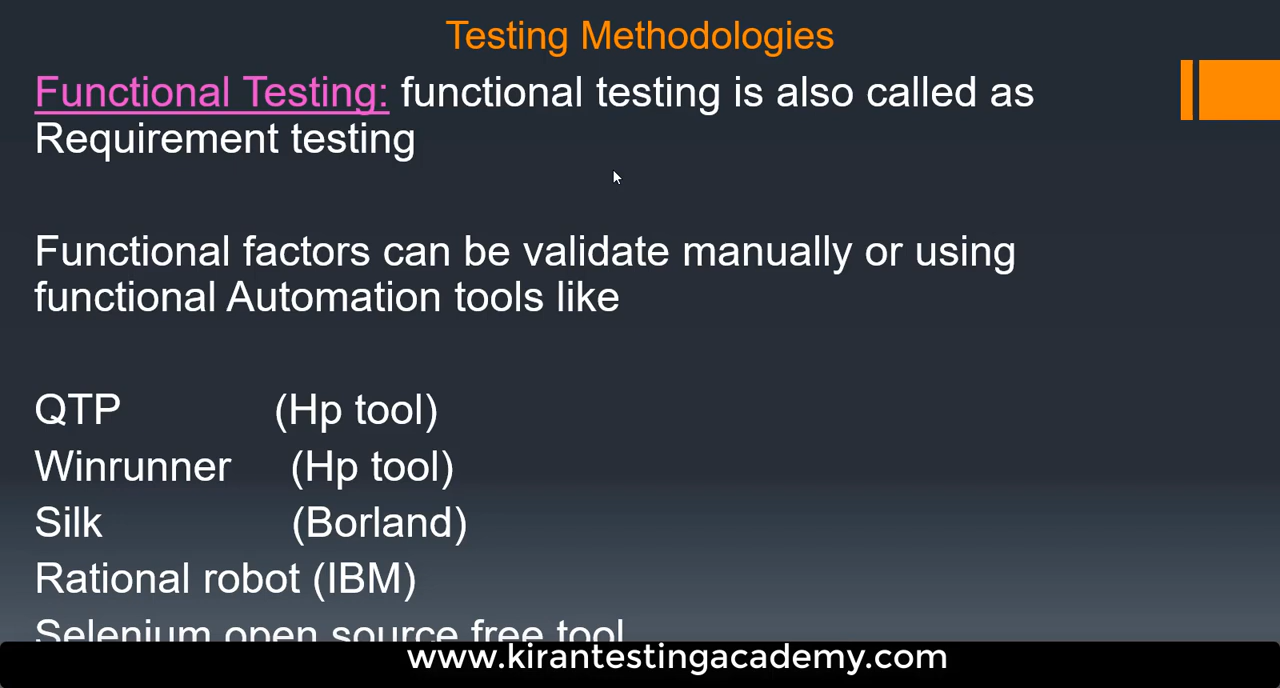 Testing Methodologies
Functional Testing: functional testing is also called as
Requirement testing
Functional factors can be validate manually or using
functional Automation tools like
QTP (Hp tool)
Winrunner (Hp tool)
Silk (Borland)
Rational robot (IBM)
Selenium open source free tool
www.kirantestingacademy.com